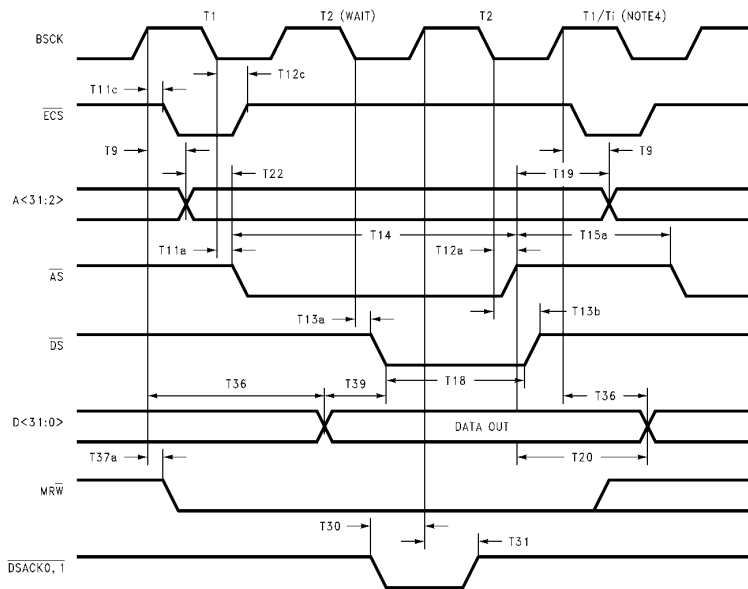 T1 T2 (WAIT) T2 T1/Ti (NOTE4)
BSCK
T11c T12c
ECS
T9 T22 T19 T9
A<31:2>
T14 T15a
T11a T12a
AS
T13a T13b
DS
T36 T39 T18 T36
D<31:0> DATA OUT
T37a T20
MRW
T30 T31
DSACK0, 1